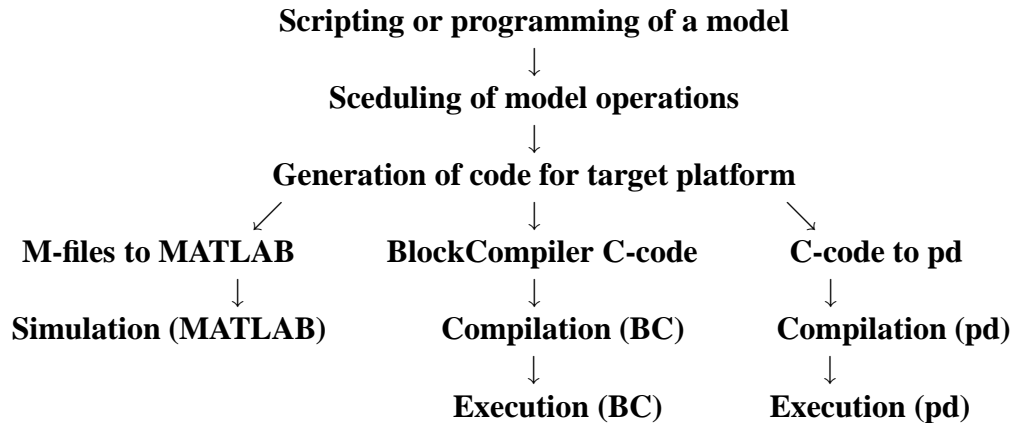 Scripting or programming of a model
Sceduling of model operations
Generation of code for target platform
M-files to MATLAB BlockCompiler C-code C-code to pd
Simulation (MATLAB) Compilation (BC) Compilation (pd)
Execution (BC) Execution (pd)